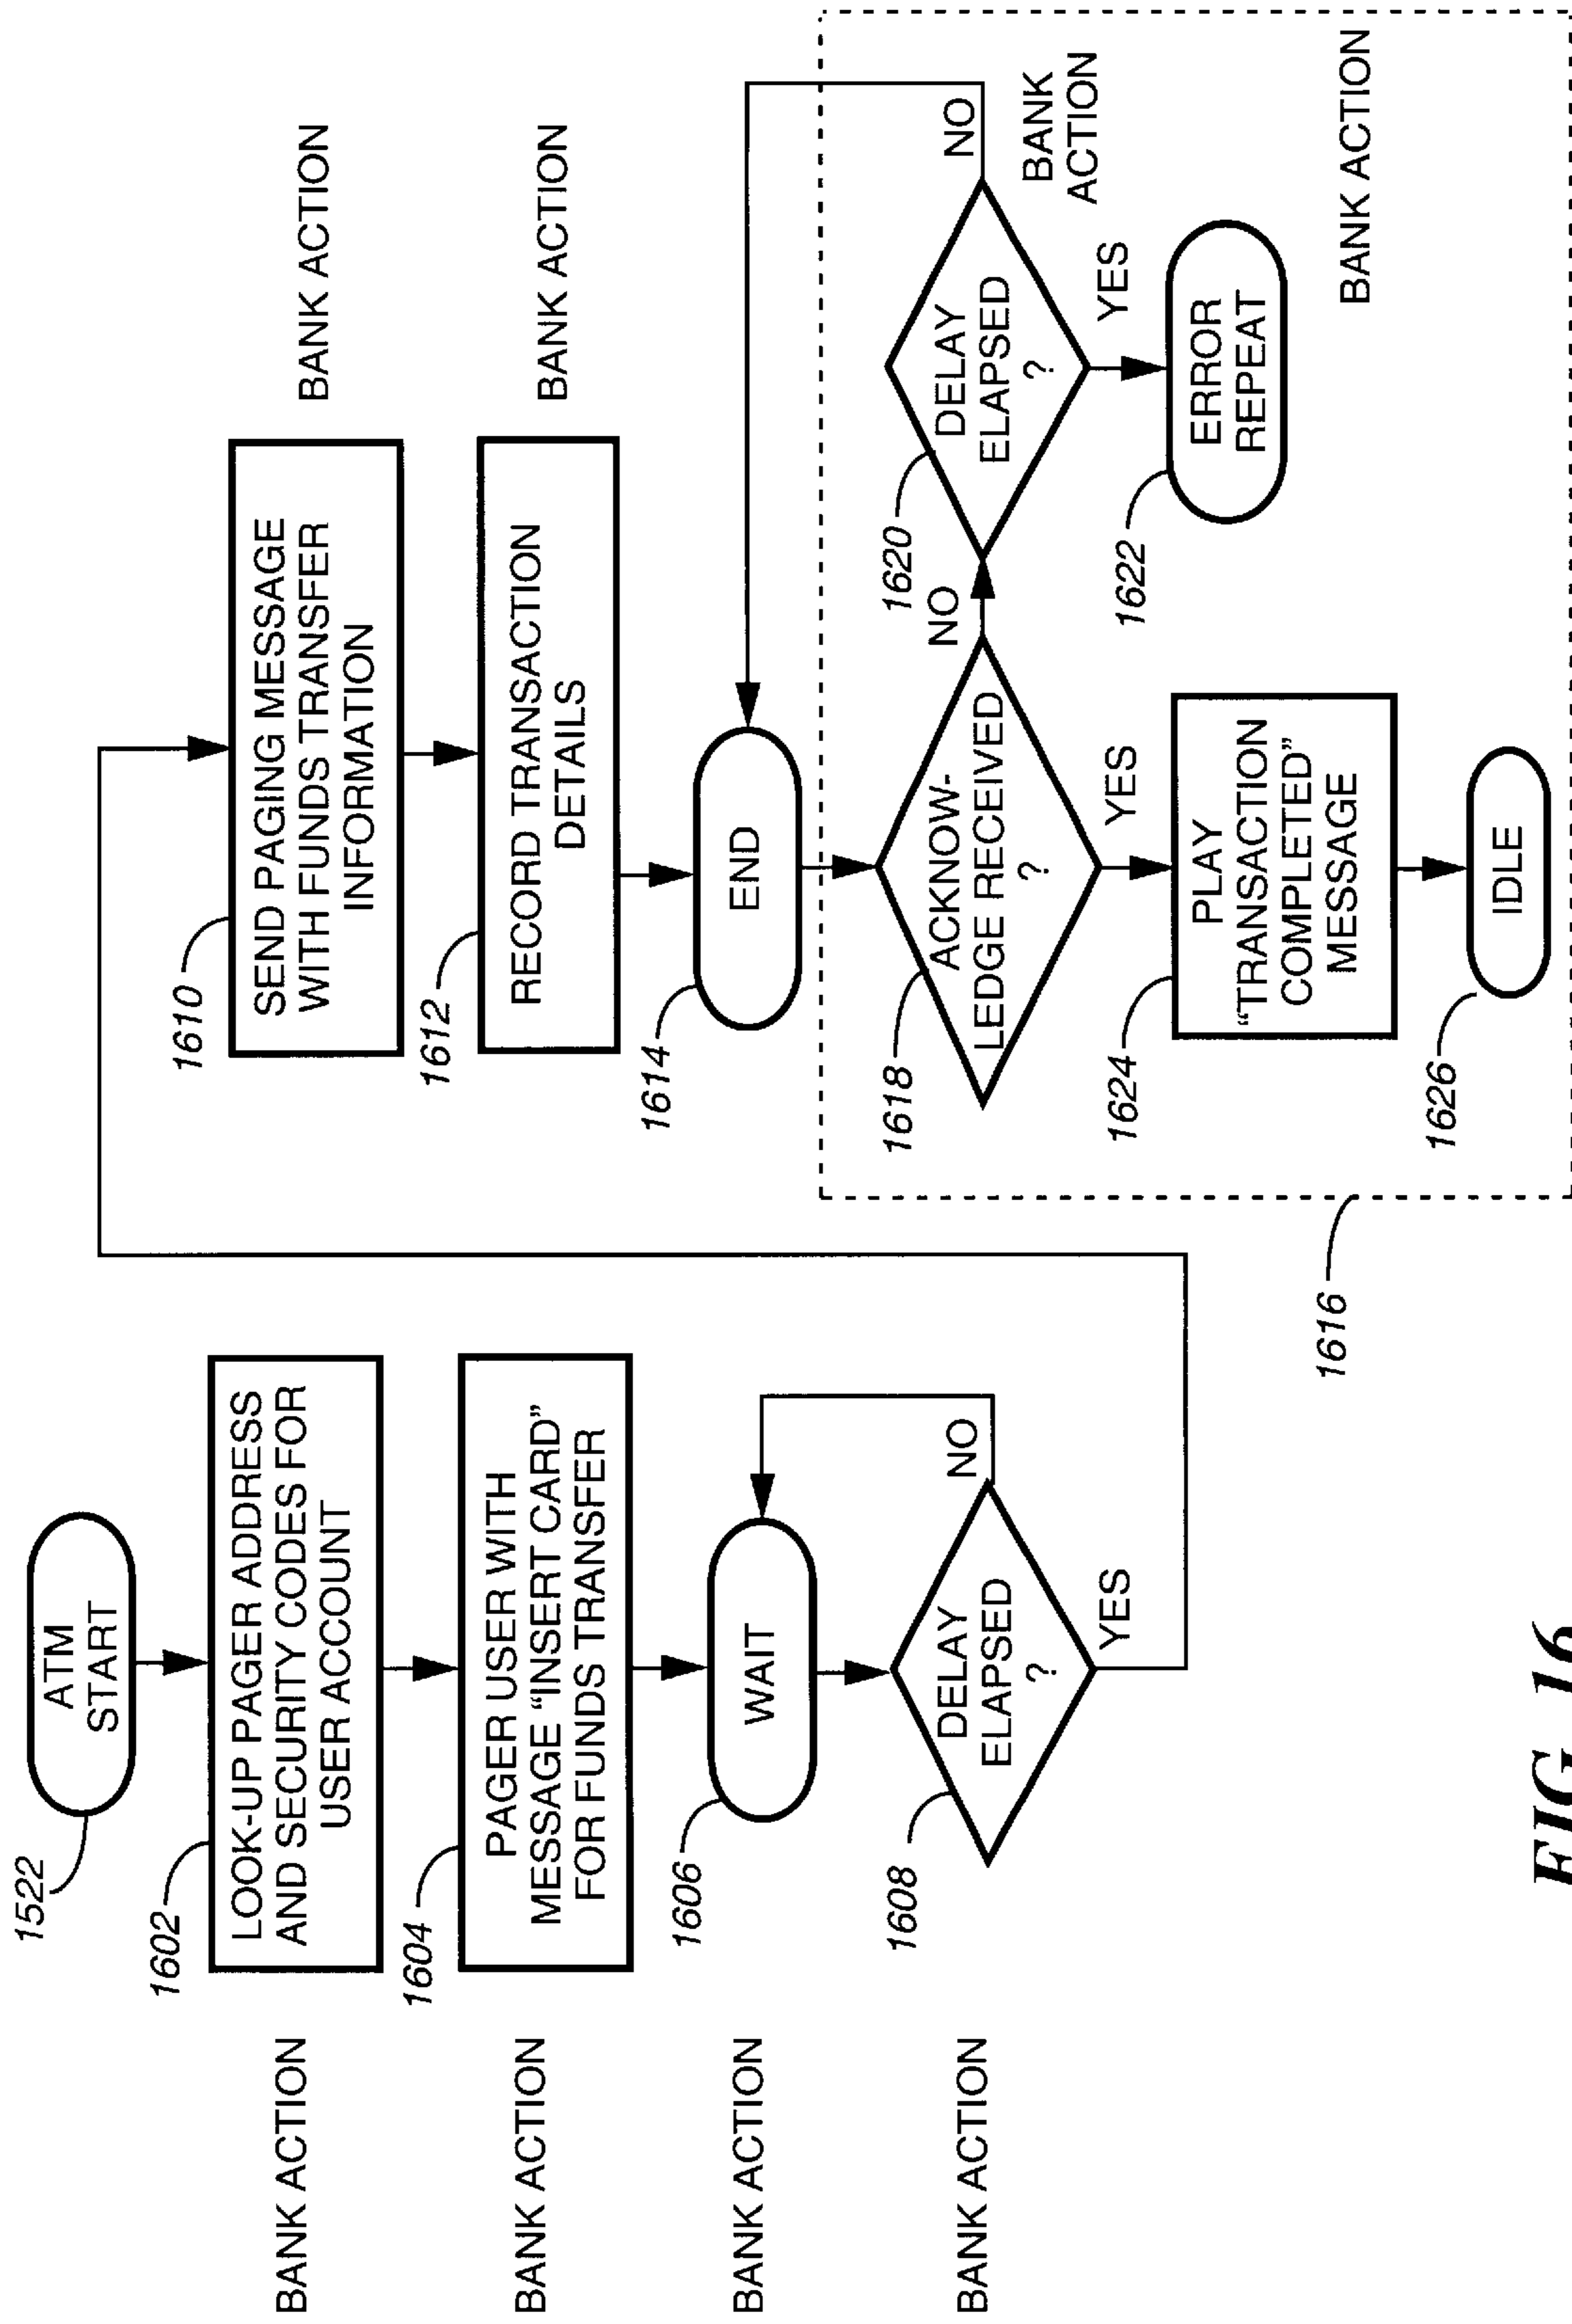 1522
ATM
START
BANK ACTION
1602
LOOK-UP PAGER ADDRESS
AND SECURITY CODES FOR
USER ACCOUNT
BANK ACTION
1604
PAGER USER WITH
MESSAGE “INSERT CARD”
FOR FUNDS TRANSFER
BANK ACTION
1606
WAIT
BANK ACTION
1608
DELAY
ELAPSED
?
NO
YES
1610
SEND PAGING MESSAGE
WITH FUNDS TRANSFER
INFORMATION
BANK ACTION
1612
RECORD TRANSACTION
DETAILS
BANK ACTION
1614
END
1616
1618
ACKNOW-
LEDGE RECEIVED
?
NO
YES
1620
DELAY
ELAPSED
?
NO
YES
BANK
ACTION
1622
ERROR
REPEAT
1624
PLAY
“TRANSACTION
COMPLETED”
MESSAGE
BANK ACTION
1626
IDLE
FIG. 16